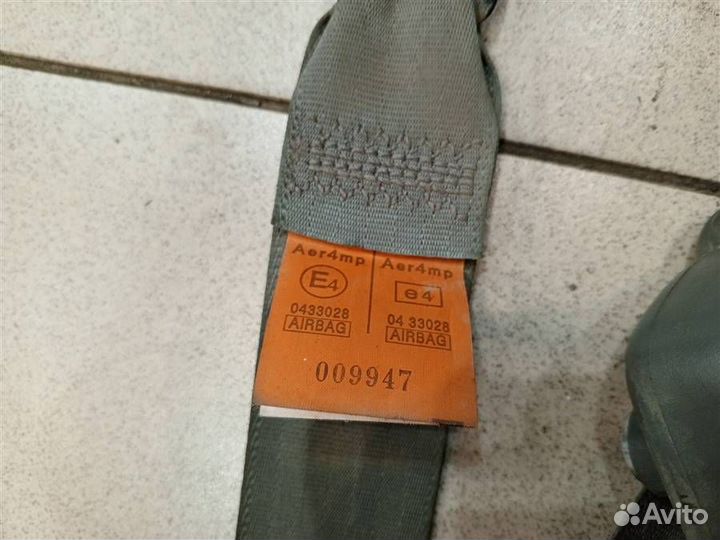 Aer4mp
E4
0433028
AIRBAG
Aer4mp
e4
04 33028
AIRBAG
009947
Avito